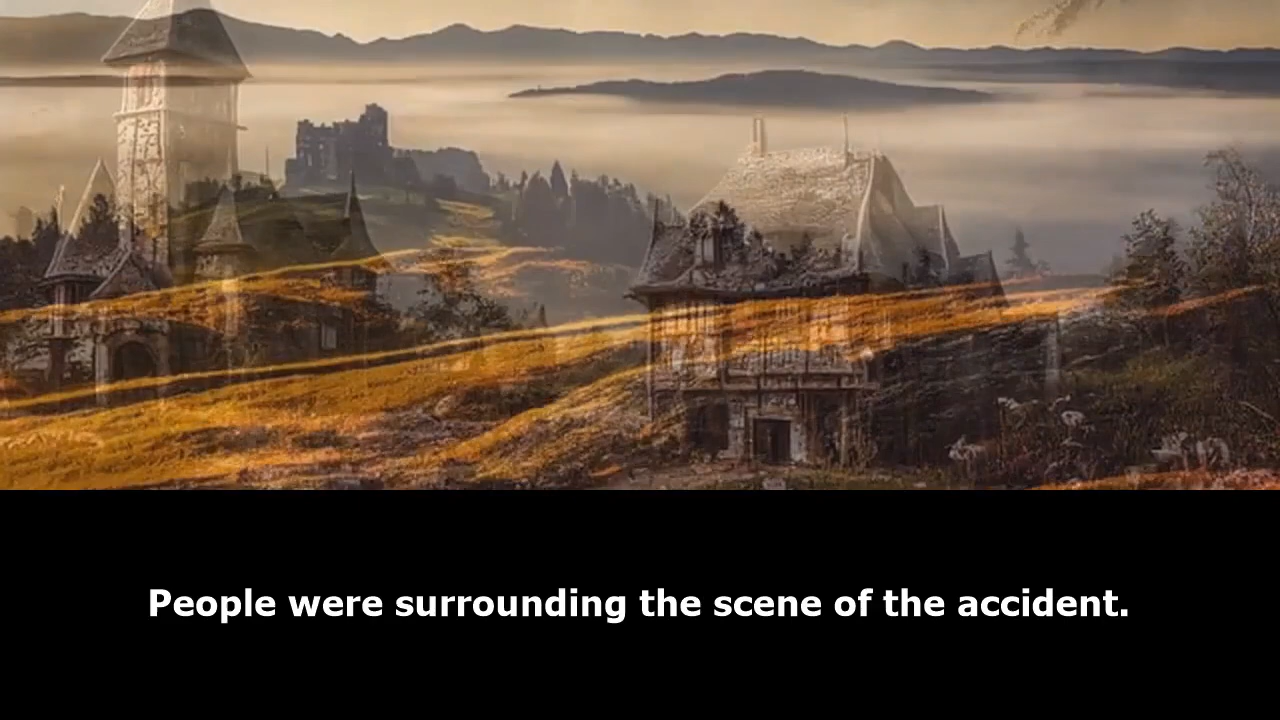 People were surrounding the scene of the accident.